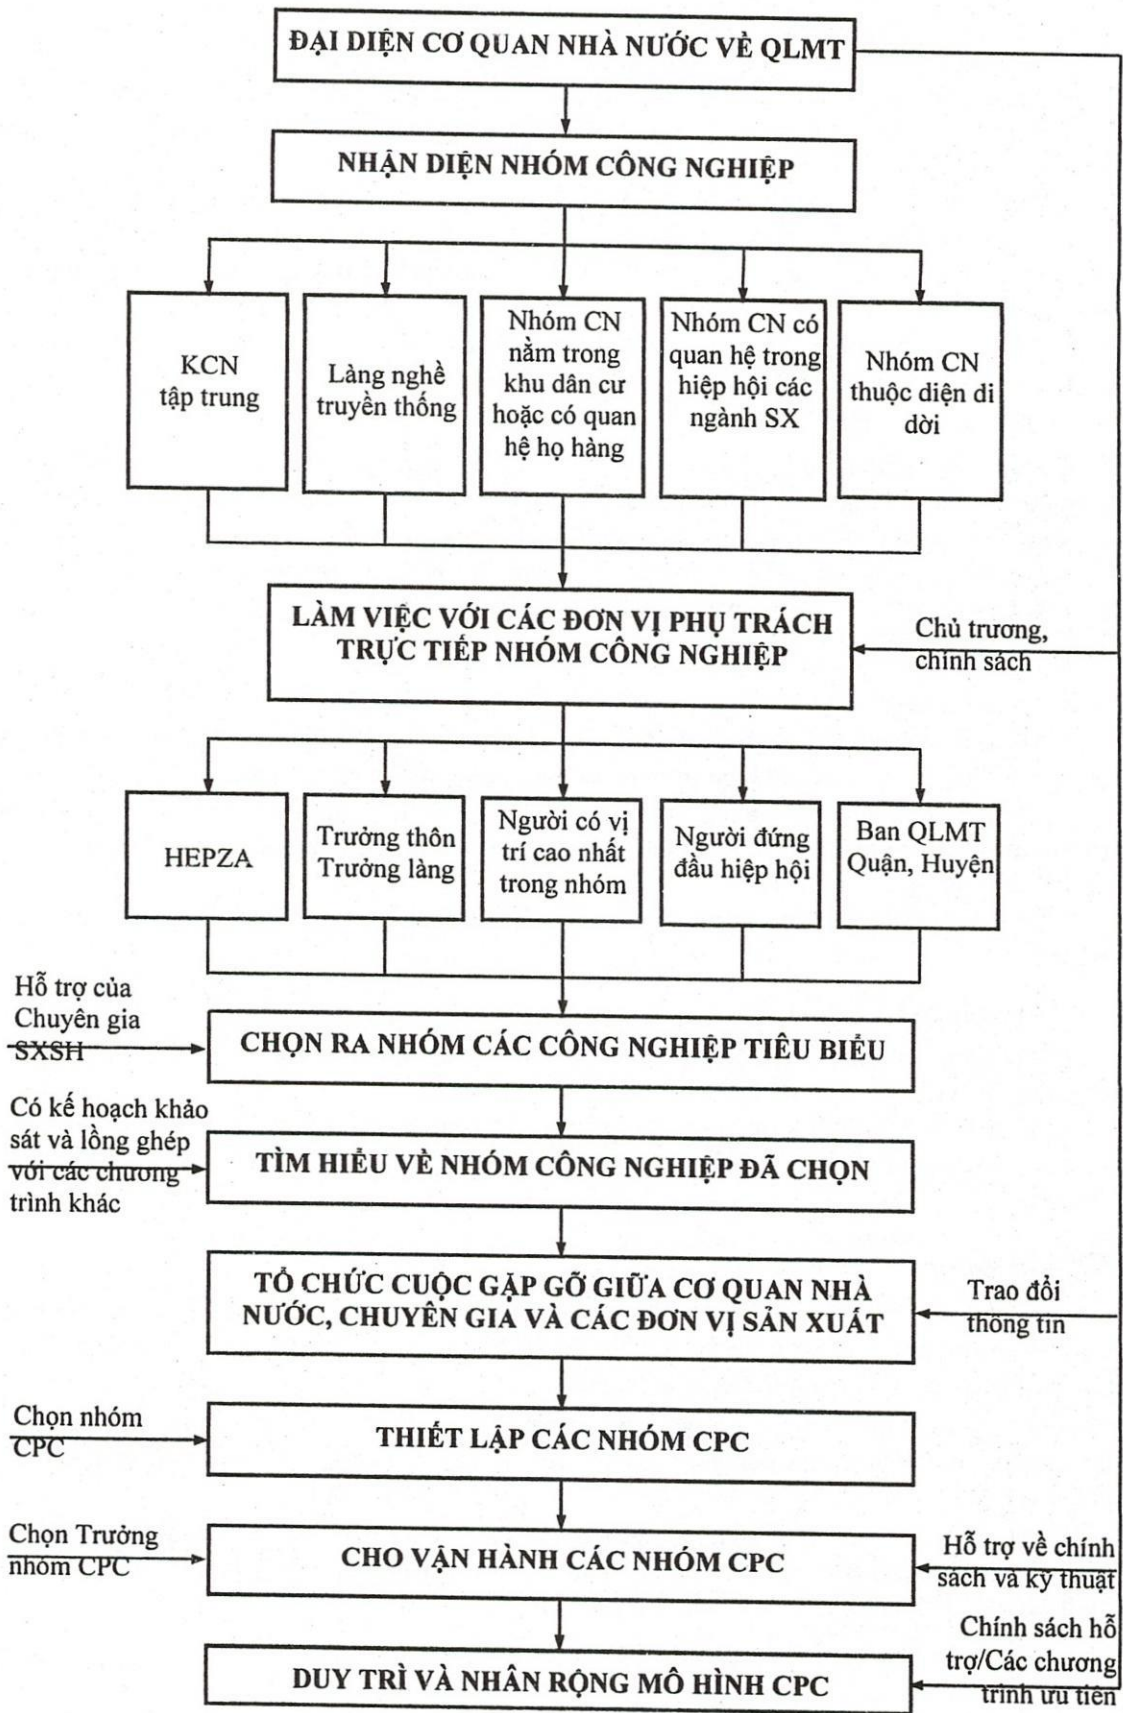 ĐẠI DIỆN CƠ QUAN NHÀ NƯỚC VỀ QLMT
NHẬN DIỆN NHÓM CÔNG NGHIỆP
KCN
tập trung
Làng nghề
truyền thống
Nhóm CN
nằm trong
khu dân cư
hoặc có quan
hệ họ hàng
Nhóm CN có
quan hệ trong
hiệp hội các
ngành SX
Nhóm CN
thuộc diện di
dời
LÀM VIỆC VỚI CÁC ĐƠN VỊ PHỤ TRÁCH
TRỰC TIẾP NHÓM CÔNG NGHIỆP
Chủ trương,
chính sách
HEPZA
Trưởng thôn
Trưởng làng
Người có vị
trí cao nhất
trong nhóm
Người đứng
đầu hiệp hội
Ban QLMT
Quận, Huyện
Hỗ trợ của
Chuyên gia
SXSH
CHỌN RA NHÓM CÁC CÔNG NGHIỆP TIÊU BIỂU
Có kế hoạch khảo
sát và lồng ghép
với các chương
trình khác
TÌM HIỂU VỀ NHÓM CÔNG NGHIỆP ĐÃ CHỌN
TỔ CHỨC CUỘC GẶP GỠ GIỮA CƠ QUAN NHÀ
NƯỚC, CHUYÊN GIA VÀ CÁC ĐƠN VỊ SẢN XUẤT
Trao đổi
thông tin
Chọn nhóm
CPC
THIẾT LẬP CÁC NHÓM CPC
Chọn Trưởng
nhóm CPC
CHO VẬN HÀNH CÁC NHÓM CPC
Hỗ trợ về chính
sách và kỹ thuật
Chính sách hỗ
trợ/Các chương
trình ưu tiên
DUY TRÌ VÀ NHÂN RỘNG MÔ HÌNH CPC